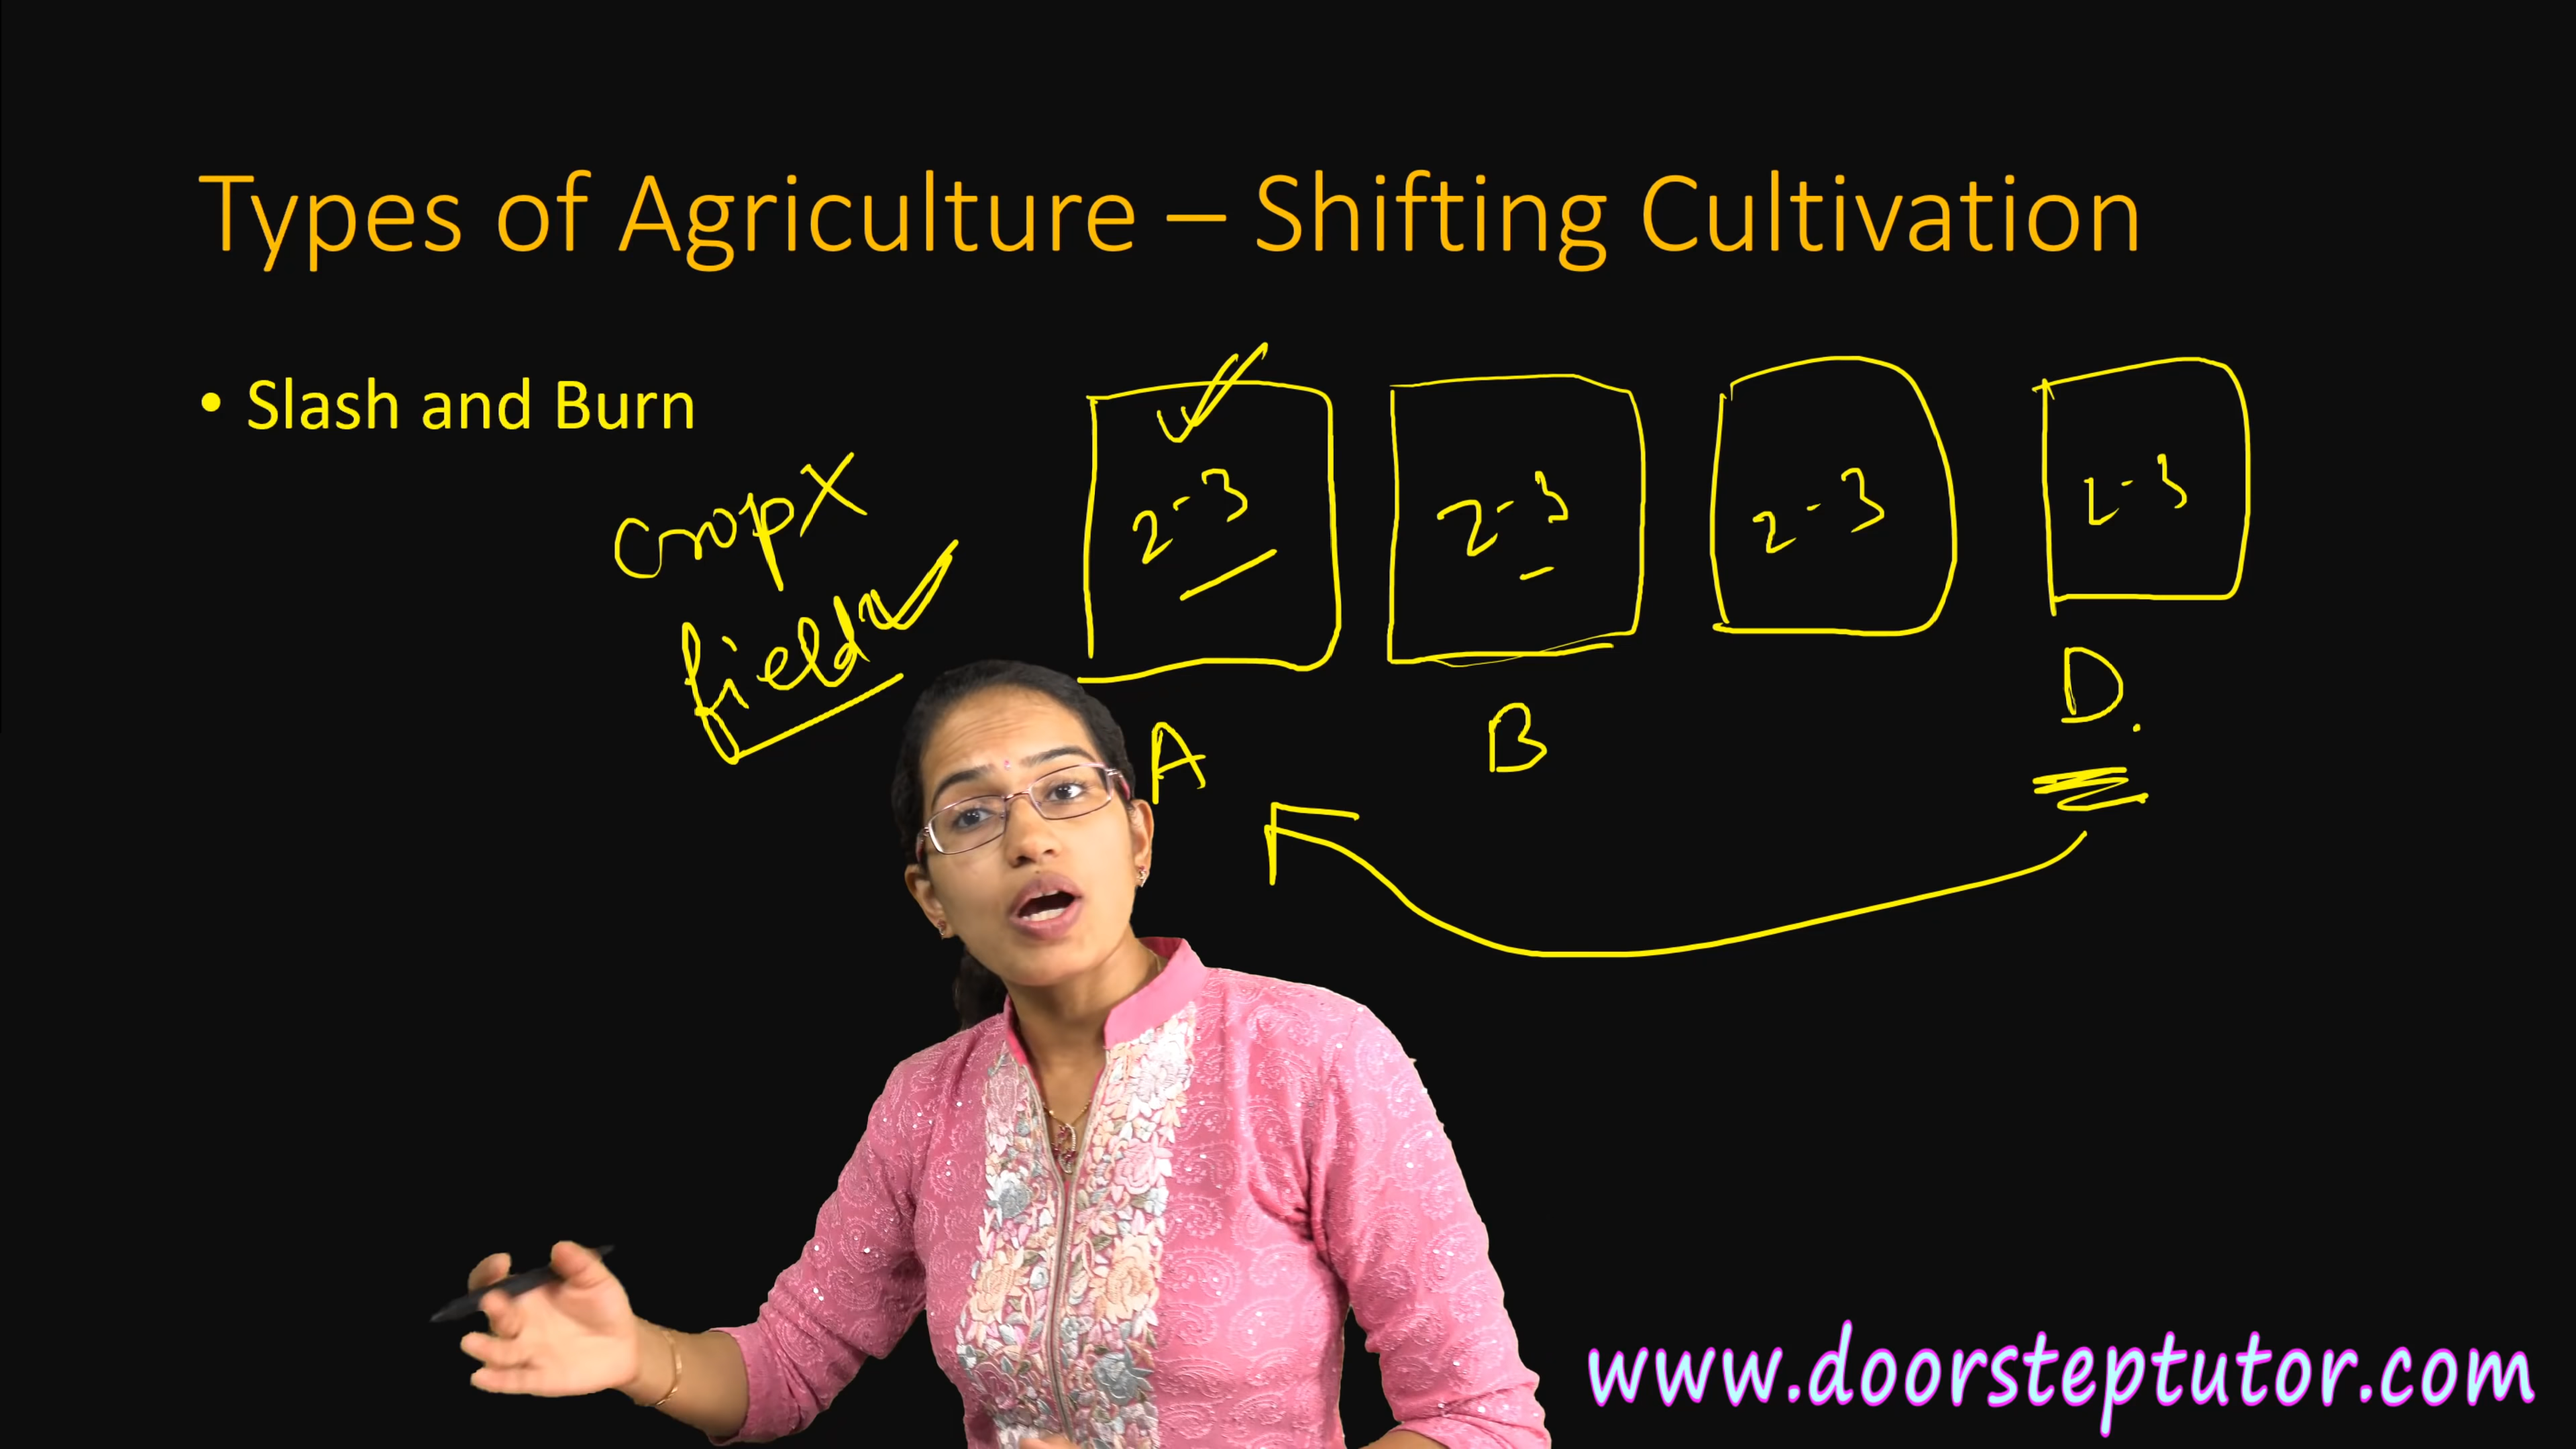 Types of Agriculture – Shifting Cultivation
• Slash and Burn
crop X
field
2-3
2-3
2-3
2-3
A
B
D.
www.doorsteptutor.com